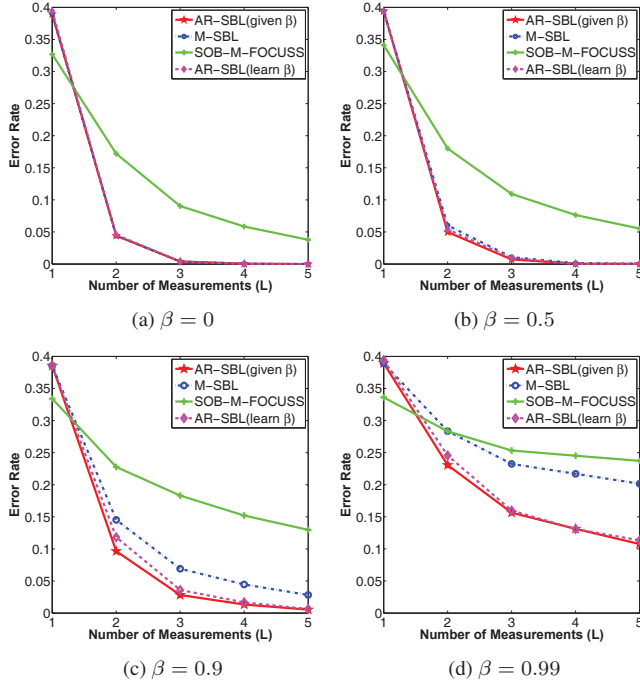 0.4
0.35
0.3
0.25
0.2
0.15
0.1
0.05
0
Error Rate
AR-SBL(given β)
M-SBL
SOB-M-FOCUSS
AR-SBL(learn β)
1 2 3 4 5
Number of Measurements (L)
(a) β = 0
0.4
0.35
0.3
0.25
0.2
0.15
0.1
0.05
0
Error Rate
AR-SBL(given β)
M-SBL
SOB-M-FOCUSS
AR-SBL(learn β)
1 2 3 4 5
Number of Measurements (L)
(b) β = 0.5
0.4
0.35
0.3
0.25
0.2
0.15
0.1
0.05
0
Error Rate
AR-SBL(given β)
M-SBL
SOB-M-FOCUSS
AR-SBL(learn β)
1 2 3 4 5
Number of Measurements (L)
(c) β = 0.9
0.4
0.35
0.3
0.25
0.2
0.15
0.1
0.05
0
Error Rate
AR-SBL(given β)
M-SBL
SOB-M-FOCUSS
AR-SBL(learn β)
1 2 3 4 5
Number of Measurements (L)
(d) β = 0.99